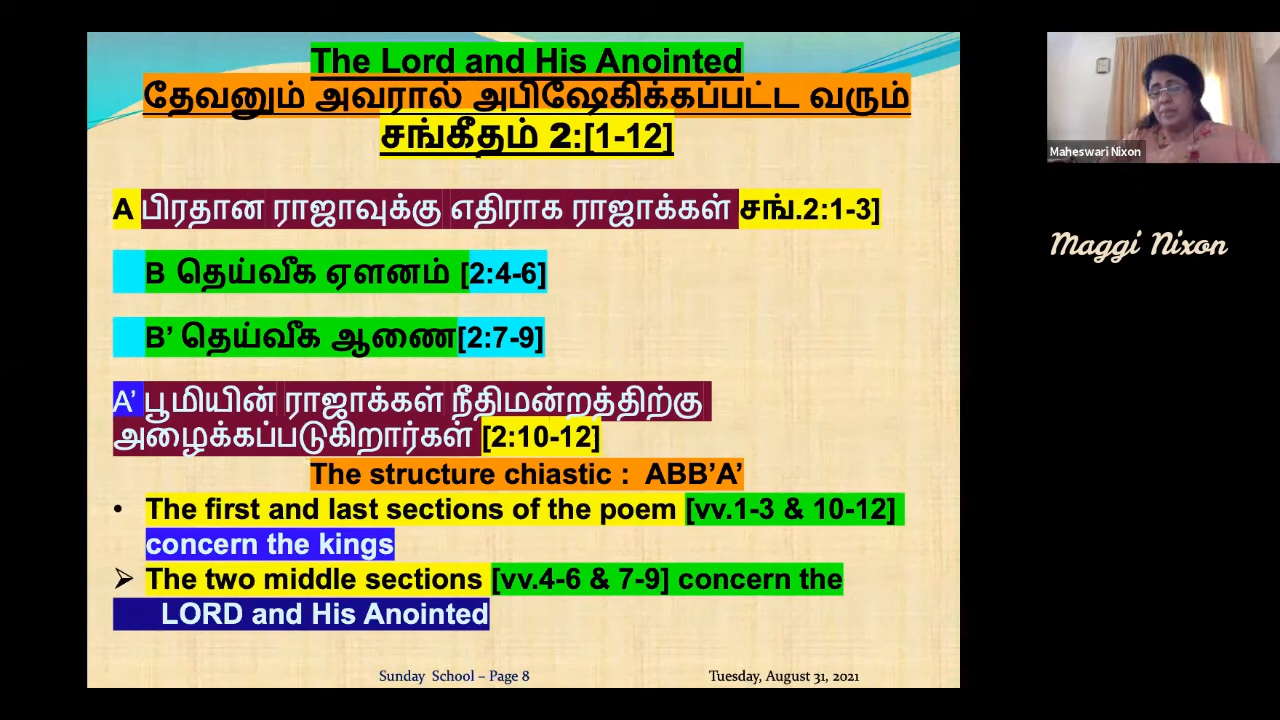 The Lord and His Anointed
தேவனும் அவரால் அபிஷேகிக்கப்பட்ட வரும்
சங்கீதம் 2:[1-12]
A பிரதான ராஜாவுக்கு எதிராக ராஜாக்கள் சங்.2:1-3]
B தெய்வீக ஏளனம் [2:4-6]
B’ தெய்வீக ஆணை[2:7-9]
A’ பூமியின் ராஜாக்கள் நீதிமன்றத்திற்கு
அழைக்கப்படுகிறார்கள் [2:10-12]
The structure chiastic : ABB’A’
• The first and last sections of the poem [vv.1-3 & 10-12]
concern the kings
➢ The two middle sections [vv.4-6 & 7-9] concern the
LORD and His Anointed
Sunday School – Page 8
Tuesday, August 31, 2021
Maheswari Nixon
Maggi Nixon